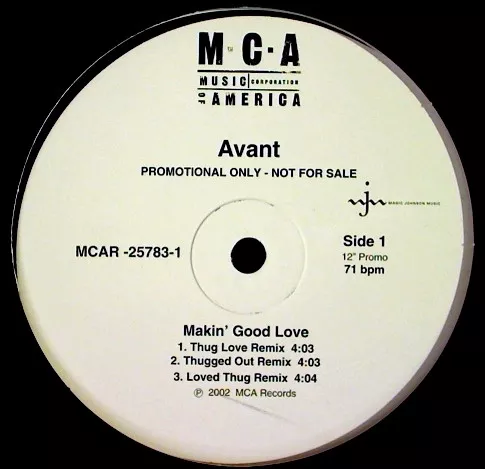 M™C·A
MUSIC CORPORATION
OF AMERICA
Avant
PROMOTIONAL ONLY - NOT FOR SALE
mjm MAGIC JOHNSON MUSIC
MCAR -25783-1
Side 1
12" Promo
71 bpm
Makin' Good Love
1. Thug Love Remix 4:03
2. Thugged Out Remix 4:03
3. Loved Thug Remix 4:04
℗ 2002 MCA Records